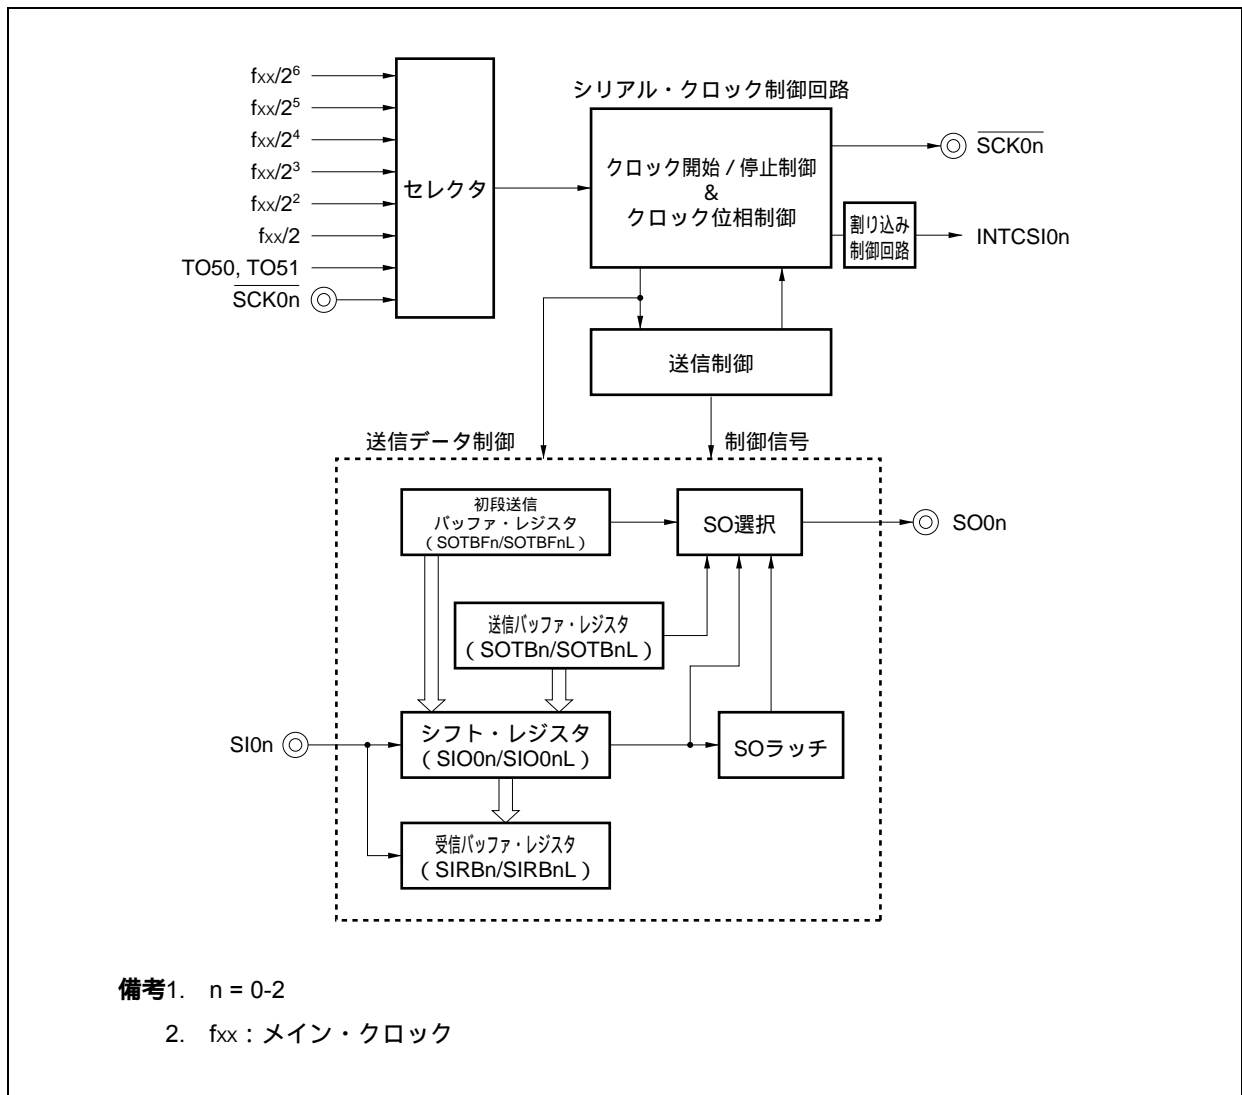 fxx/2⁶
fxx/2⁵
fxx/2⁴
fxx/2³
fxx/2²
fxx/2
TO50, TO51
SCK0n
セレクタ
シリアル・クロック制御回路
クロック開始 / 停止制御
&
クロック位相制御
SCK0n
割り込み
制御回路
INTCSI0n
送信制御
送信データ制御
制御信号
初段送信
バッファ・レジスタ
（SOTBFn/SOTBFnL）
SO選択
SO0n
送信バッファ・レジスタ
（SOTBn/SOTBnL）
SI0n
シフト・レジスタ
（SIO0n/SIO0nL）
SOラッチ
受信バッファ・レジスタ
（SIRBn/SIRBnL）
備考1. n = 0-2
2. fxx：メイン・クロック